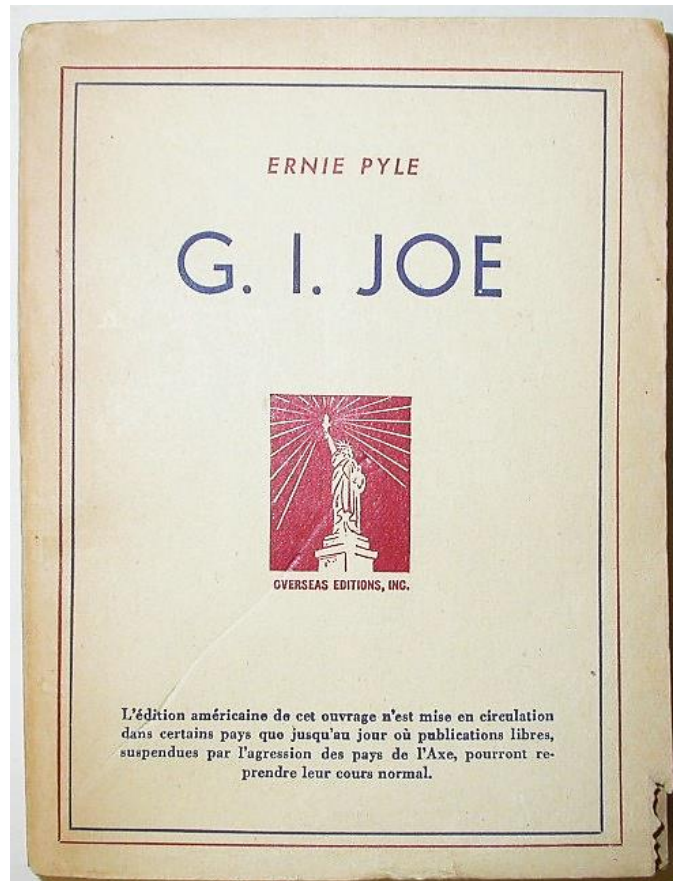 ERNIE PYLE
G. I. JOE
OVERSEAS EDITIONS, INC.
L'édition américaine de cet ouvrage n'est mise en circulation
dans certains pays que jusqu'au jour où publications libres,
suspendues par l'agression des pays de l'Axe, pourront re-
prendre leur cours normal.